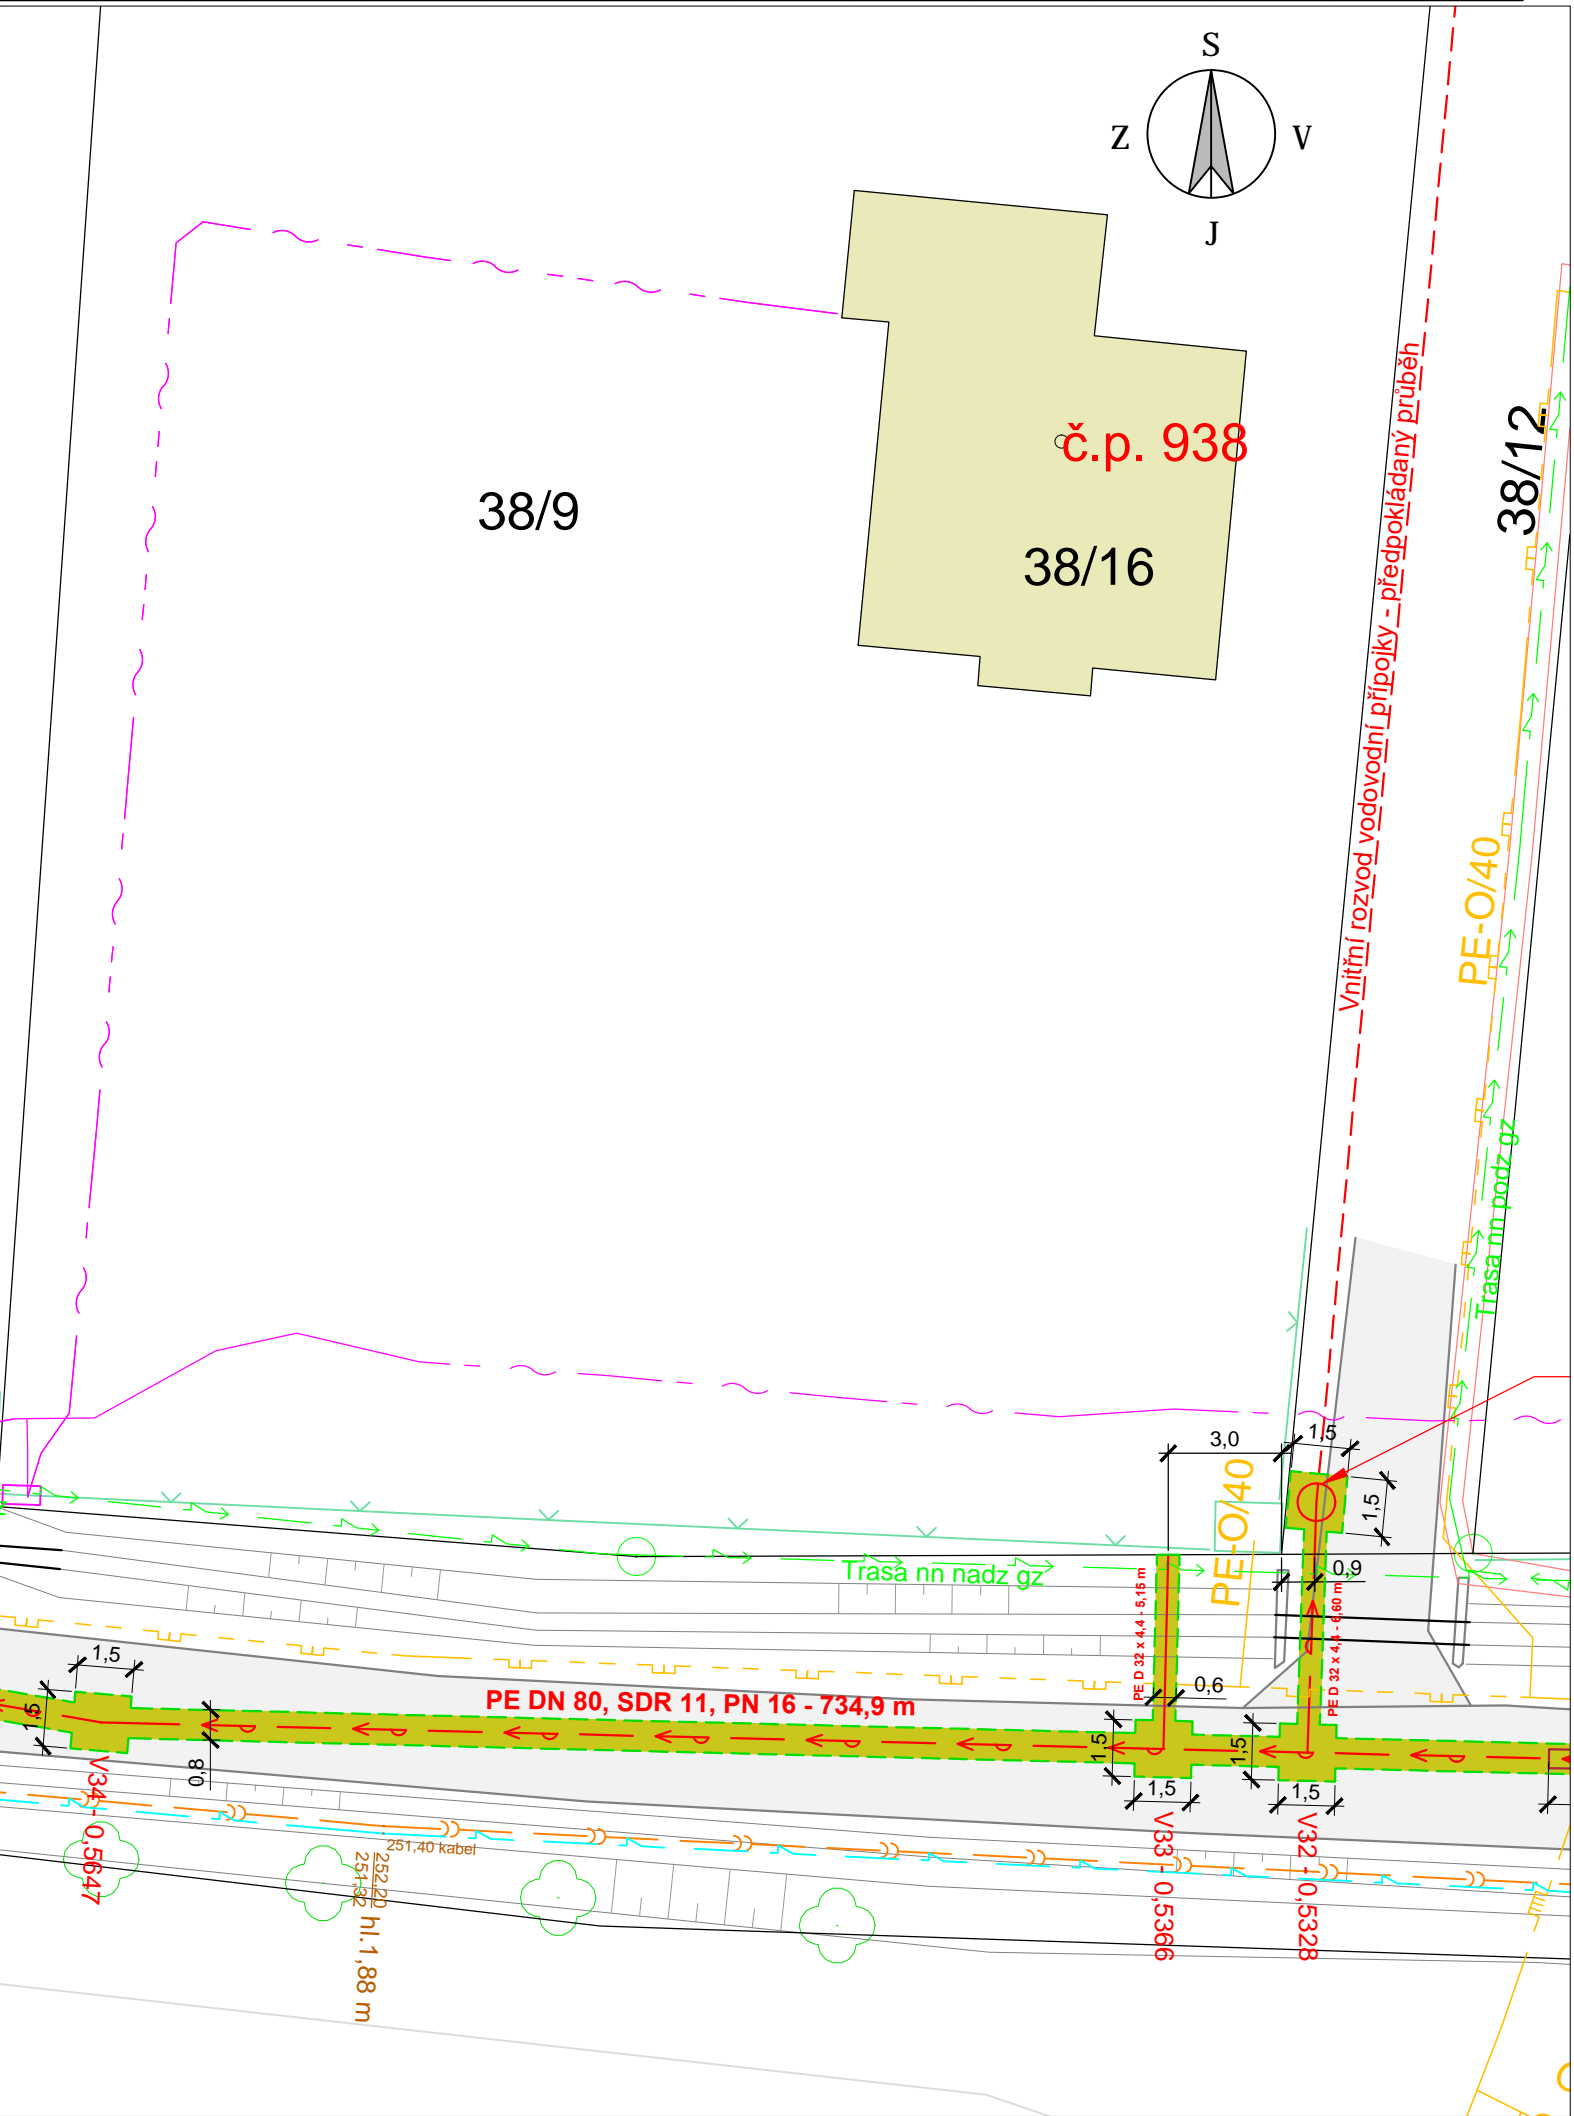 S
Z
V
J
č.p. 938
38/9
38/16
38/12
Vnitřní rozvod vodovodní přípojky - předpokládaný průběh
PE-O/40
Trasa nn podz gz
3,0
1,5
PE-O/40
1,5
Trasa nn nadz gz
0,9
PE D 32 x 4,4 - 5,15 m
PE D 32 x 4,4 - 6,60 m
0,6
1,5
1,5
PE DN 80, SDR 11, PN 16 - 734,9 m
0,8
1,5
1,5
1,5
1,5
V34 - 0,5647
V33 - 0,5366
V32 - 0,5328
251,40 kabel
252,20
hl.1,88 m